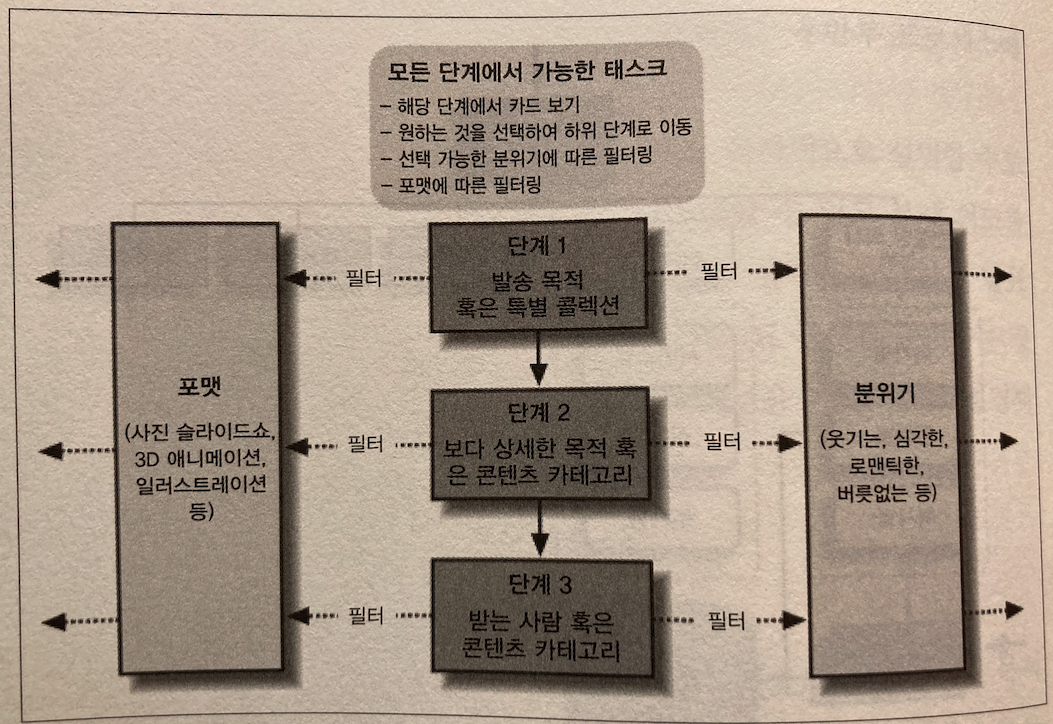 모든 단계에서 가능한 태스크
– 해당 단계에서 카드 보기
– 원하는 것을 선택하여 하위 단계로 이동
– 선택 가능한 분위기에 따른 필터링
– 포맷에 따른 필터링
단계 1
발송 목적
혹은 특별 콜렉션
필터
필터
포맷
(사진 슬라이드쇼,
3D 애니메이션,
일러스트레이션
등)
단계 2
보다 상세한 목적 혹
은 콘텐츠 카테고리
필터
필터
분위기
(웃기는, 심각한,
로맨틱한,
버릇없는 등)
단계 3
받는 사람 혹은
콘텐츠 카테고리
필터
필터